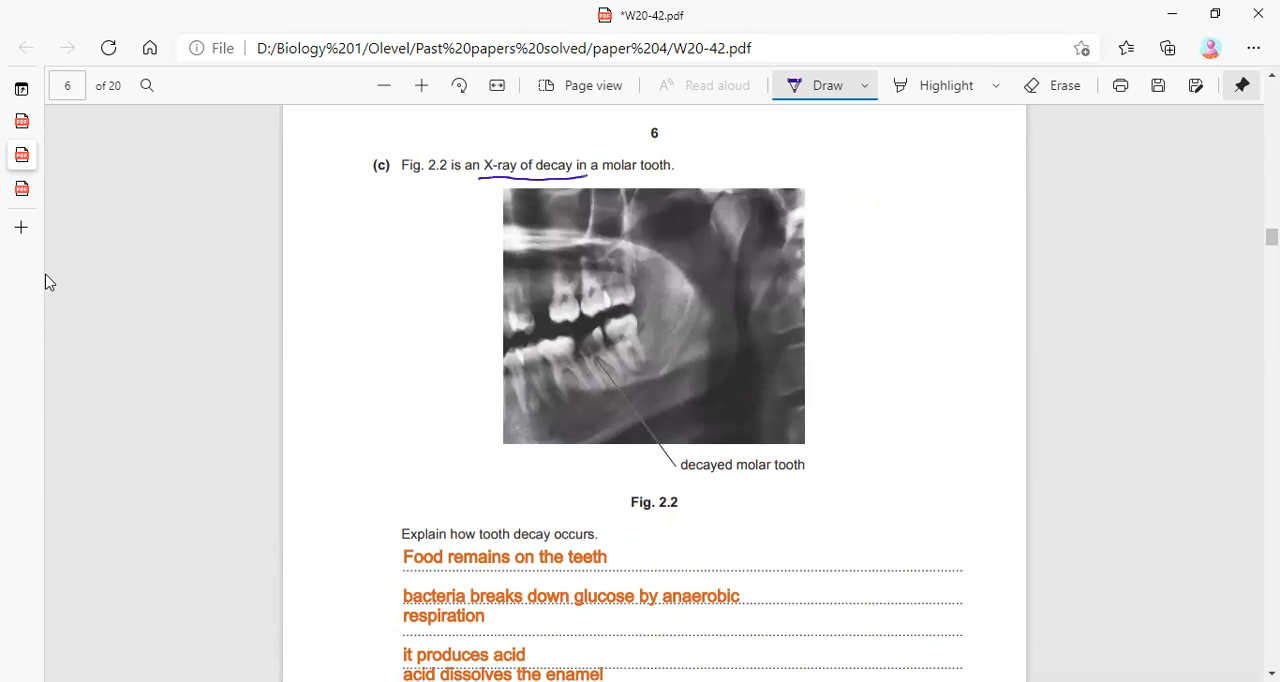 *W20-42.pdf
File
D:/Biology%201/Olevel/Past%20papers%20solved/paper%204/W20-42.pdf
6 of 20
Page view
Read aloud
Draw
Highlight
Erase
6
(c) Fig. 2.2 is an X-ray of decay in a molar tooth.
decayed molar tooth
Fig. 2.2
Explain how tooth decay occurs.
Food remains on the teeth
bacteria breaks down glucose by anaerobic
respiration
it produces acid
acid dissolves the enamel